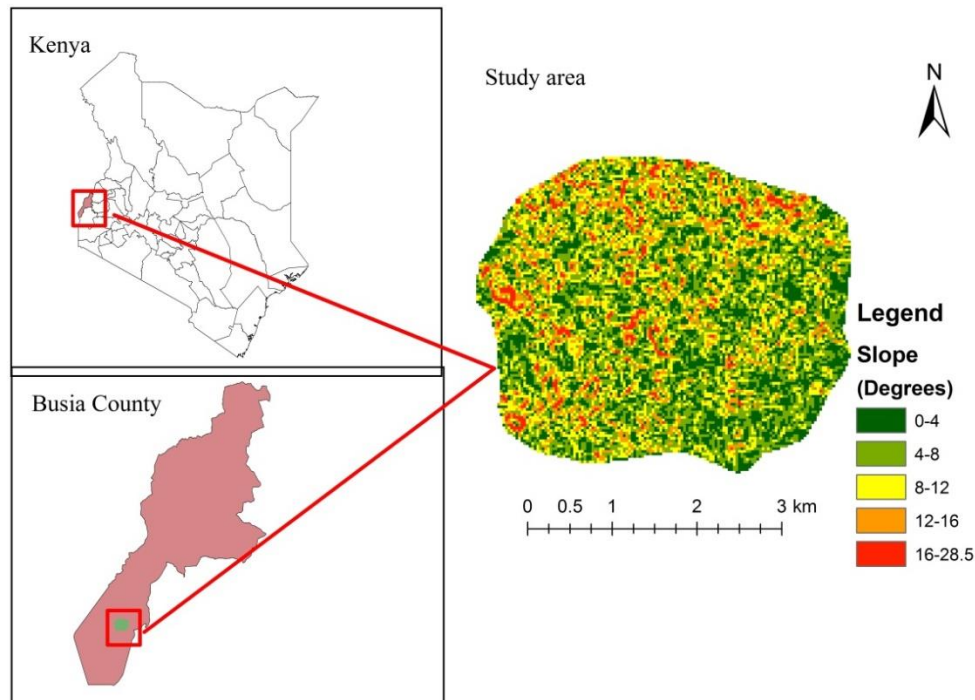 Kenya
Busia County
Study area
N
Legend
Slope
(Degrees)
0-4
4-8
8-12
12-16
16-28.5
0 0.5 1 2 3 km